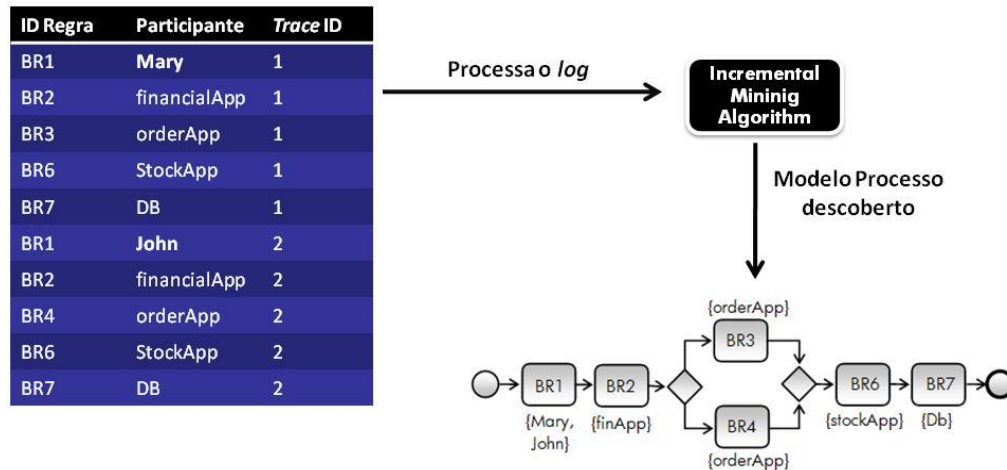 ID Regra Participante Trace ID
BR1 Mary 1
BR2 financialApp 1
BR3 orderApp 1
BR6 StockApp 1
BR7 DB 1
BR1 John 2
BR2 financialApp 2
BR4 orderApp 2
BR6 StockApp 2
BR7 DB 2
Processa o log
Incremental
Mininig
Algorithm
Modelo Processo
descoberto
{orderApp}
BR3
BR1
BR2
BR6
BR7
{Mary,
John}
{finApp}
BR4
{orderApp}
{stockApp}
{Db}